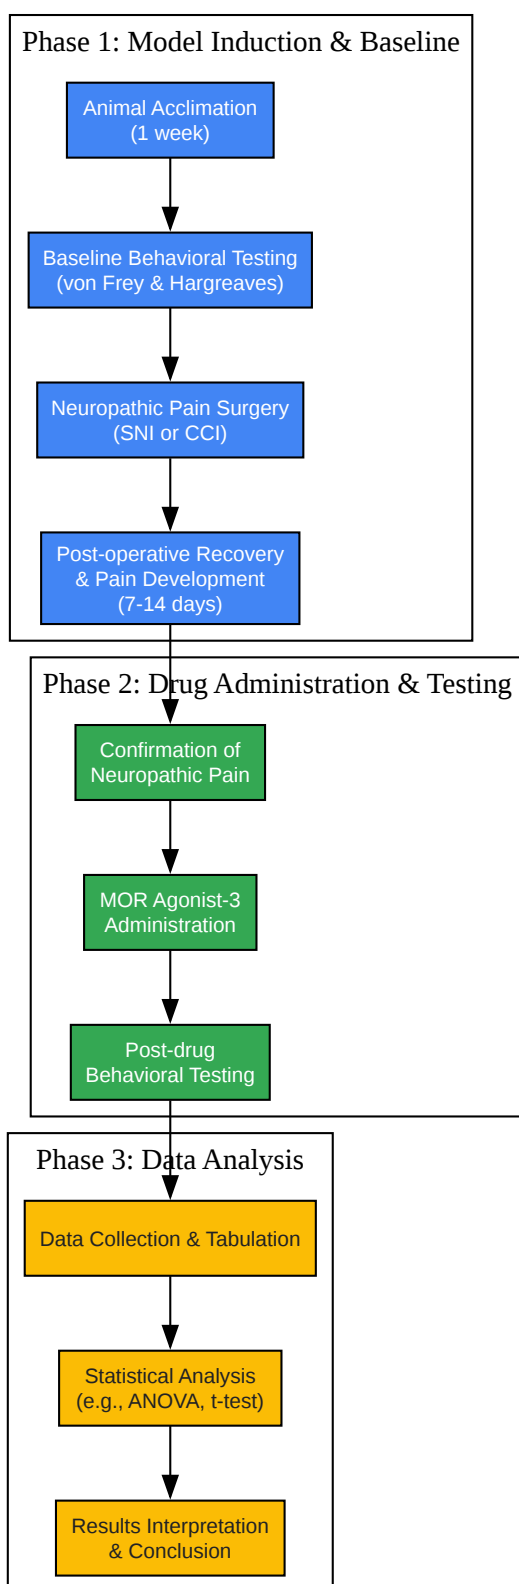 Phase 1: Model Induction & Baseline
Animal Acclimation
(1 week)
Baseline Behavioral Testing
(von Frey & Hargreaves)
Neuropathic Pain Surgery
(SNI or CCI)
Post-operative Recovery
& Pain Development
(7-14 days)
Phase 2: Drug Administration & Testing
Confirmation of
Neuropathic Pain
MOR Agonist-3
Administration
Post-drug
Behavioral Testing
Phase 3: Data Analysis
Data Collection & Tabulation
Statistical Analysis
(e.g., ANOVA, t-test)
Results Interpretation
& Conclusion